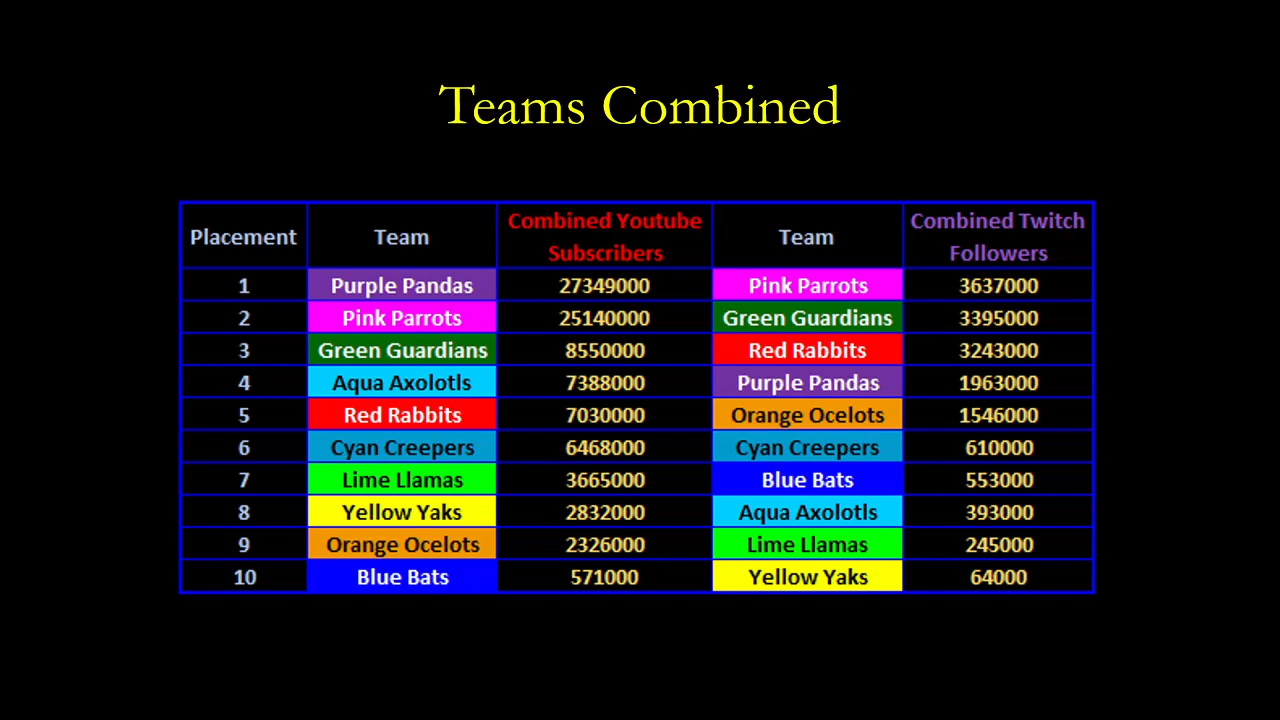 Teams Combined
Placement Team Combined Youtube Subscribers Team Combined Twitch Followers
1 Purple Pandas 27349000 Pink Parrots 3637000
2 Pink Parrots 25140000 Green Guardians 3395000
3 Green Guardians 8550000 Red Rabbits 3243000
4 Aqua Axolotls 7388000 Purple Pandas 1963000
5 Red Rabbits 7030000 Orange Ocelots 1546000
6 Cyan Creepers 6468000 Cyan Creepers 610000
7 Lime Llamas 3665000 Blue Bats 553000
8 Yellow Yaks 2832000 Aqua Axolotls 393000
9 Orange Ocelots 2326000 Lime Llamas 245000
10 Blue Bats 571000 Yellow Yaks 64000